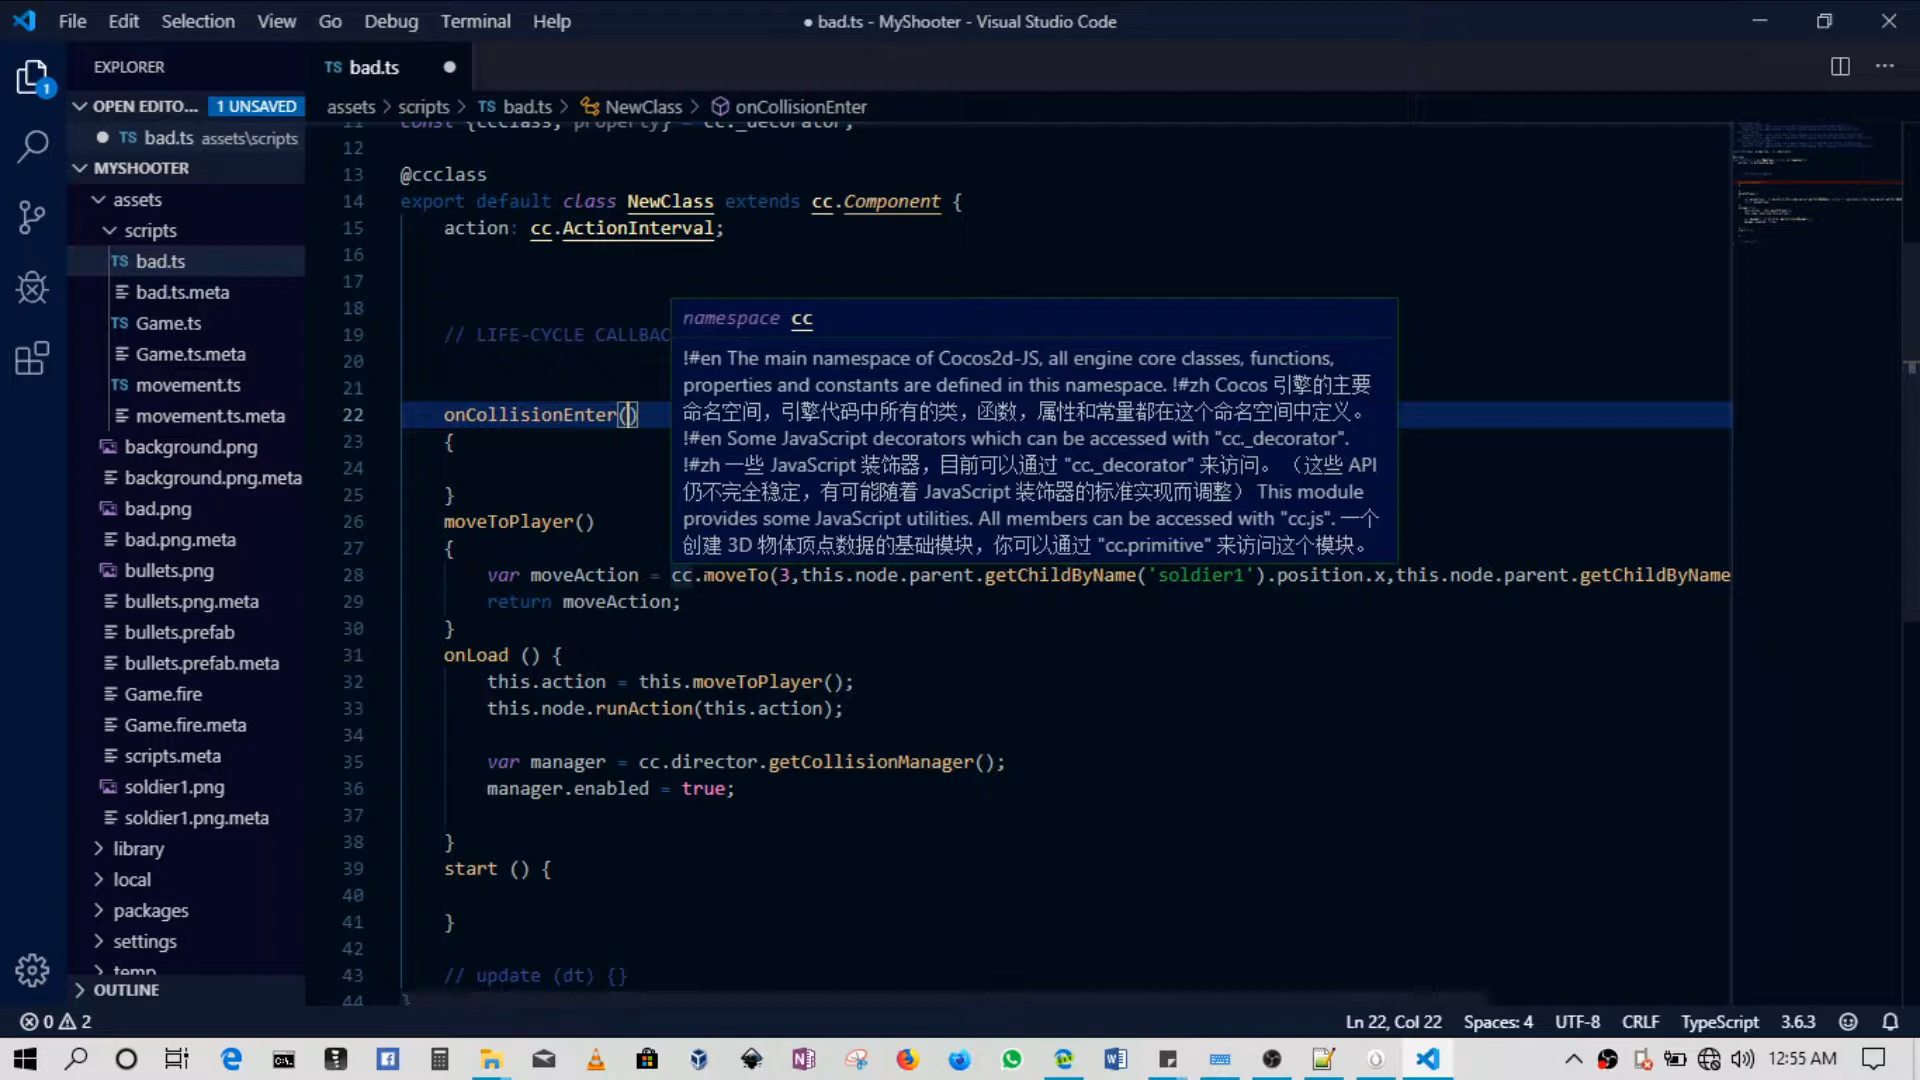 File Edit Selection View Go Debug Terminal Help
● bad.ts - MyShooter - Visual Studio Code
EXPLORER
TS bad.ts
1
OPEN EDITO... 1 UNSAVED
TS bad.ts assets\scripts
assets > scripts > TS bad.ts > NewClass > onCollisionEnter
MYSHOOTER
assets
scripts
TS bad.ts
bad.ts.meta
TS Game.ts
Game.ts.meta
TS movement.ts
movement.ts.meta
background.png
background.png.meta
bad.png
bad.png.meta
bullets.png
bullets.png.meta
bullets.prefab
bullets.prefab.meta
Game.fire
Game.fire.meta
scripts.meta
soldier1.png
soldier1.png.meta
library
local
packages
settings
temp
OUTLINE
11 const {ccclass, property} = cc._decorator;
12
13 @ccclass
14 export default class NewClass extends cc.Component {
15 action: cc.ActionInterval;
16
17
18
19 // LIFE-CYCLE CALLBAC
20
21
22 onCollisionEnter()
23 {
24
25 }
26 moveToPlayer()
27 {
28 var moveAction = cc.moveTo(3,this.node.parent.getChildByName('soldier1').position.x,this.node.parent.getChildByName
29 return moveAction;
30 }
31 onLoad () {
32 this.action = this.moveToPlayer();
33 this.node.runAction(this.action);
34
35 var manager = cc.director.getCollisionManager();
36 manager.enabled = true;
37
38 }
39 start () {
40
41 }
42
43 // update (dt) {}
44 }
namespace cc
!#en The main namespace of Cocos2d-JS, all engine core classes, functions,
properties and constants are defined in this namespace. !#zh Cocos 引擎的主要
命名空间，引擎代码中所有的类，函数，属性和常量都在这个命名空间中定义。
!#en Some JavaScript decorators which can be accessed with "cc._decorator".
!#zh 一些 JavaScript 装饰器，目前可以通过 "cc._decorator" 来访问。（这些 API
仍不完全稳定，有可能随着 JavaScript 装饰器的标准实现而调整） This module
provides some JavaScript utilities. All members can be accessed with "cc.js". 一个
创建 3D 物体顶点数据的基础模块，你可以通过 "cc.primitive" 来访问这个模块。
0 2
Ln 22, Col 22 Spaces: 4 UTF-8 CRLF TypeScript 3.6.3
12:55 AM